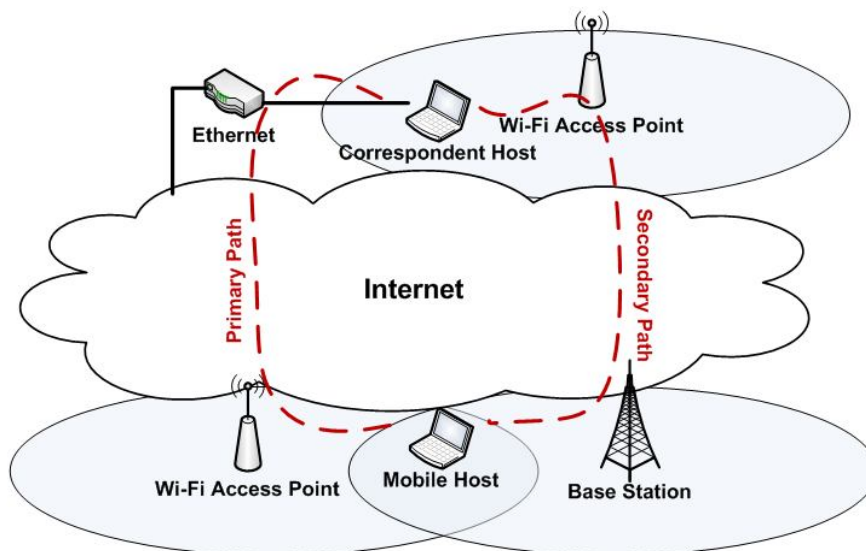 Ethernet
Wi-Fi Access Point
Correspondent Host
Primary Path
Internet
Secondary Path
Wi-Fi Access Point
Mobile Host
Base Station